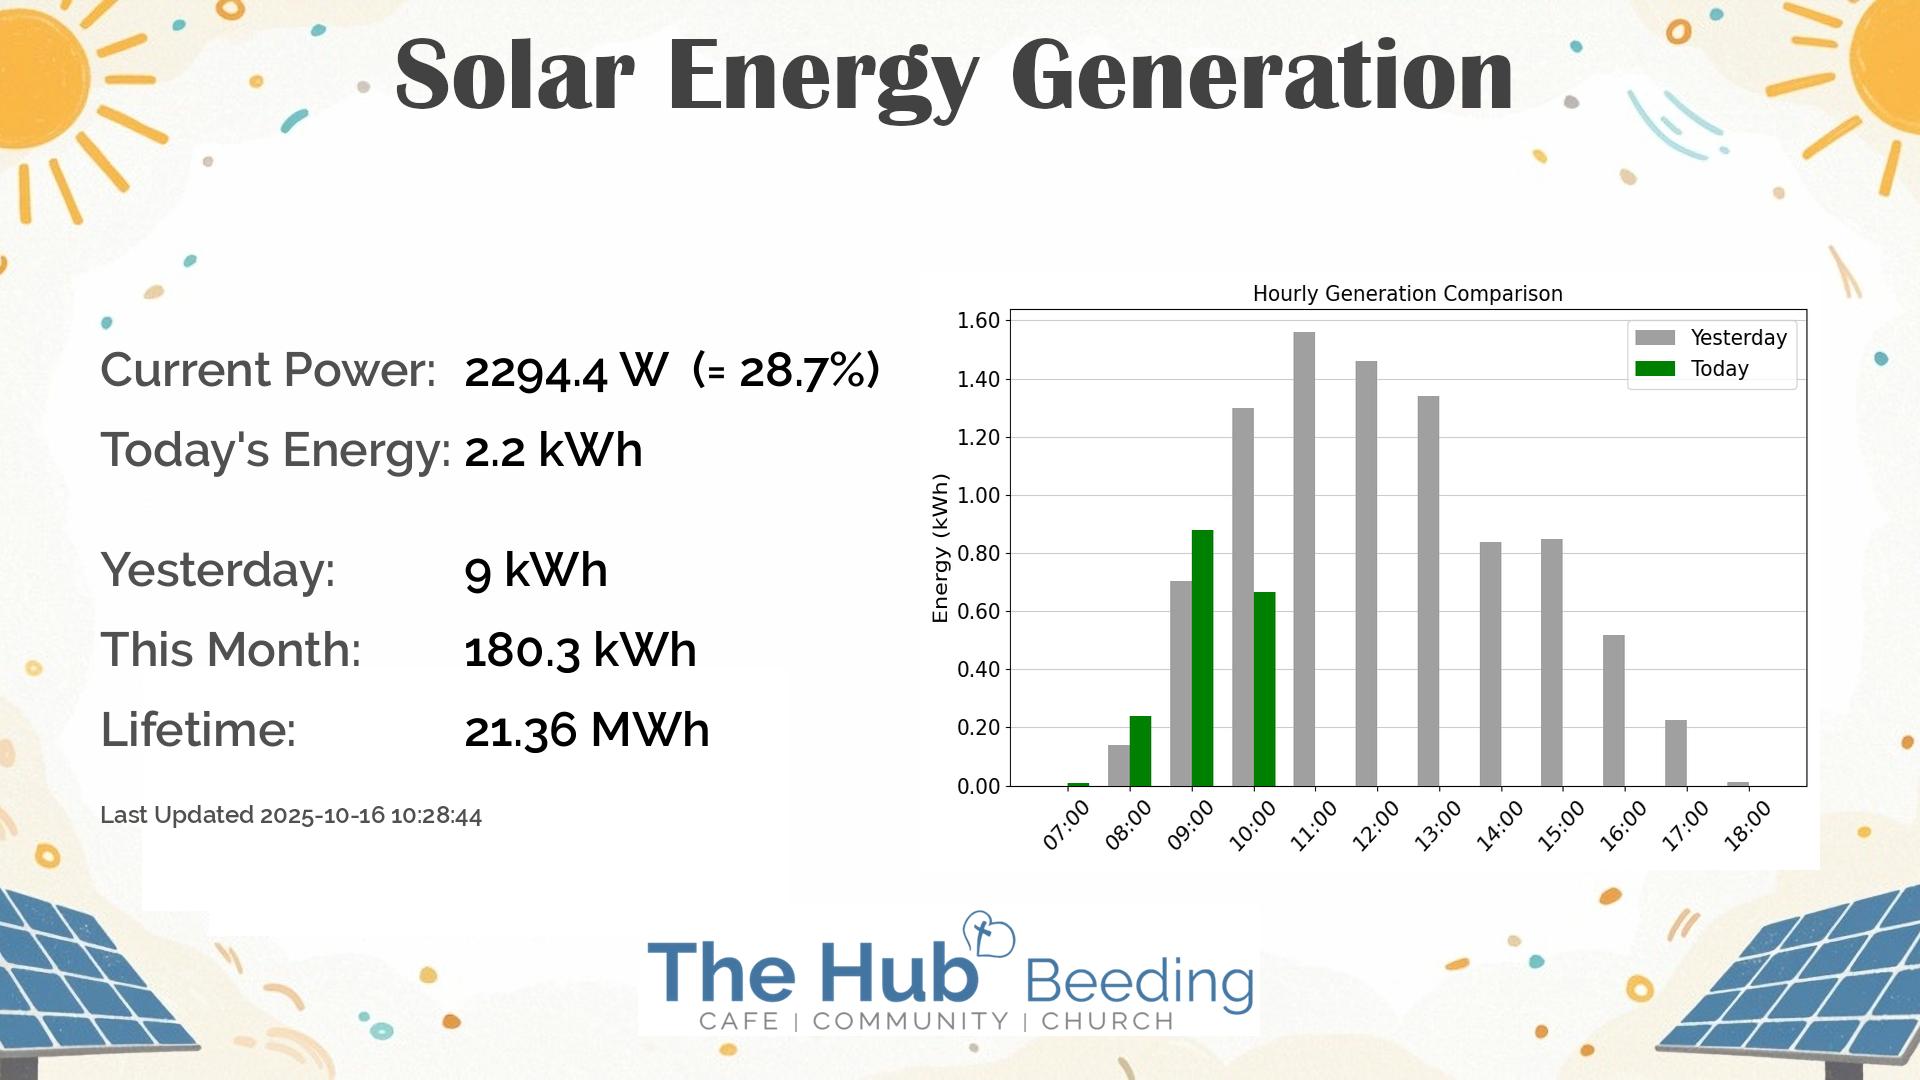 Solar Energy Generation
Current Power: 2294.4 W (= 28.7%)
Today's Energy: 2.2 kWh
Yesterday: 9 kWh
This Month: 180.3 kWh
Lifetime: 21.36 MWh
Last Updated 2025-10-16 10:28:44
Hourly Generation Comparison
Yesterday
Today
Energy (kWh)
1.60
1.40
1.20
1.00
0.80
0.60
0.40
0.20
0.00
07:00 08:00 09:00 10:00 11:00 12:00 13:00 14:00 15:00 16:00 17:00 18:00
The Hub Beeding
CAFE | COMMUNITY | CHURCH